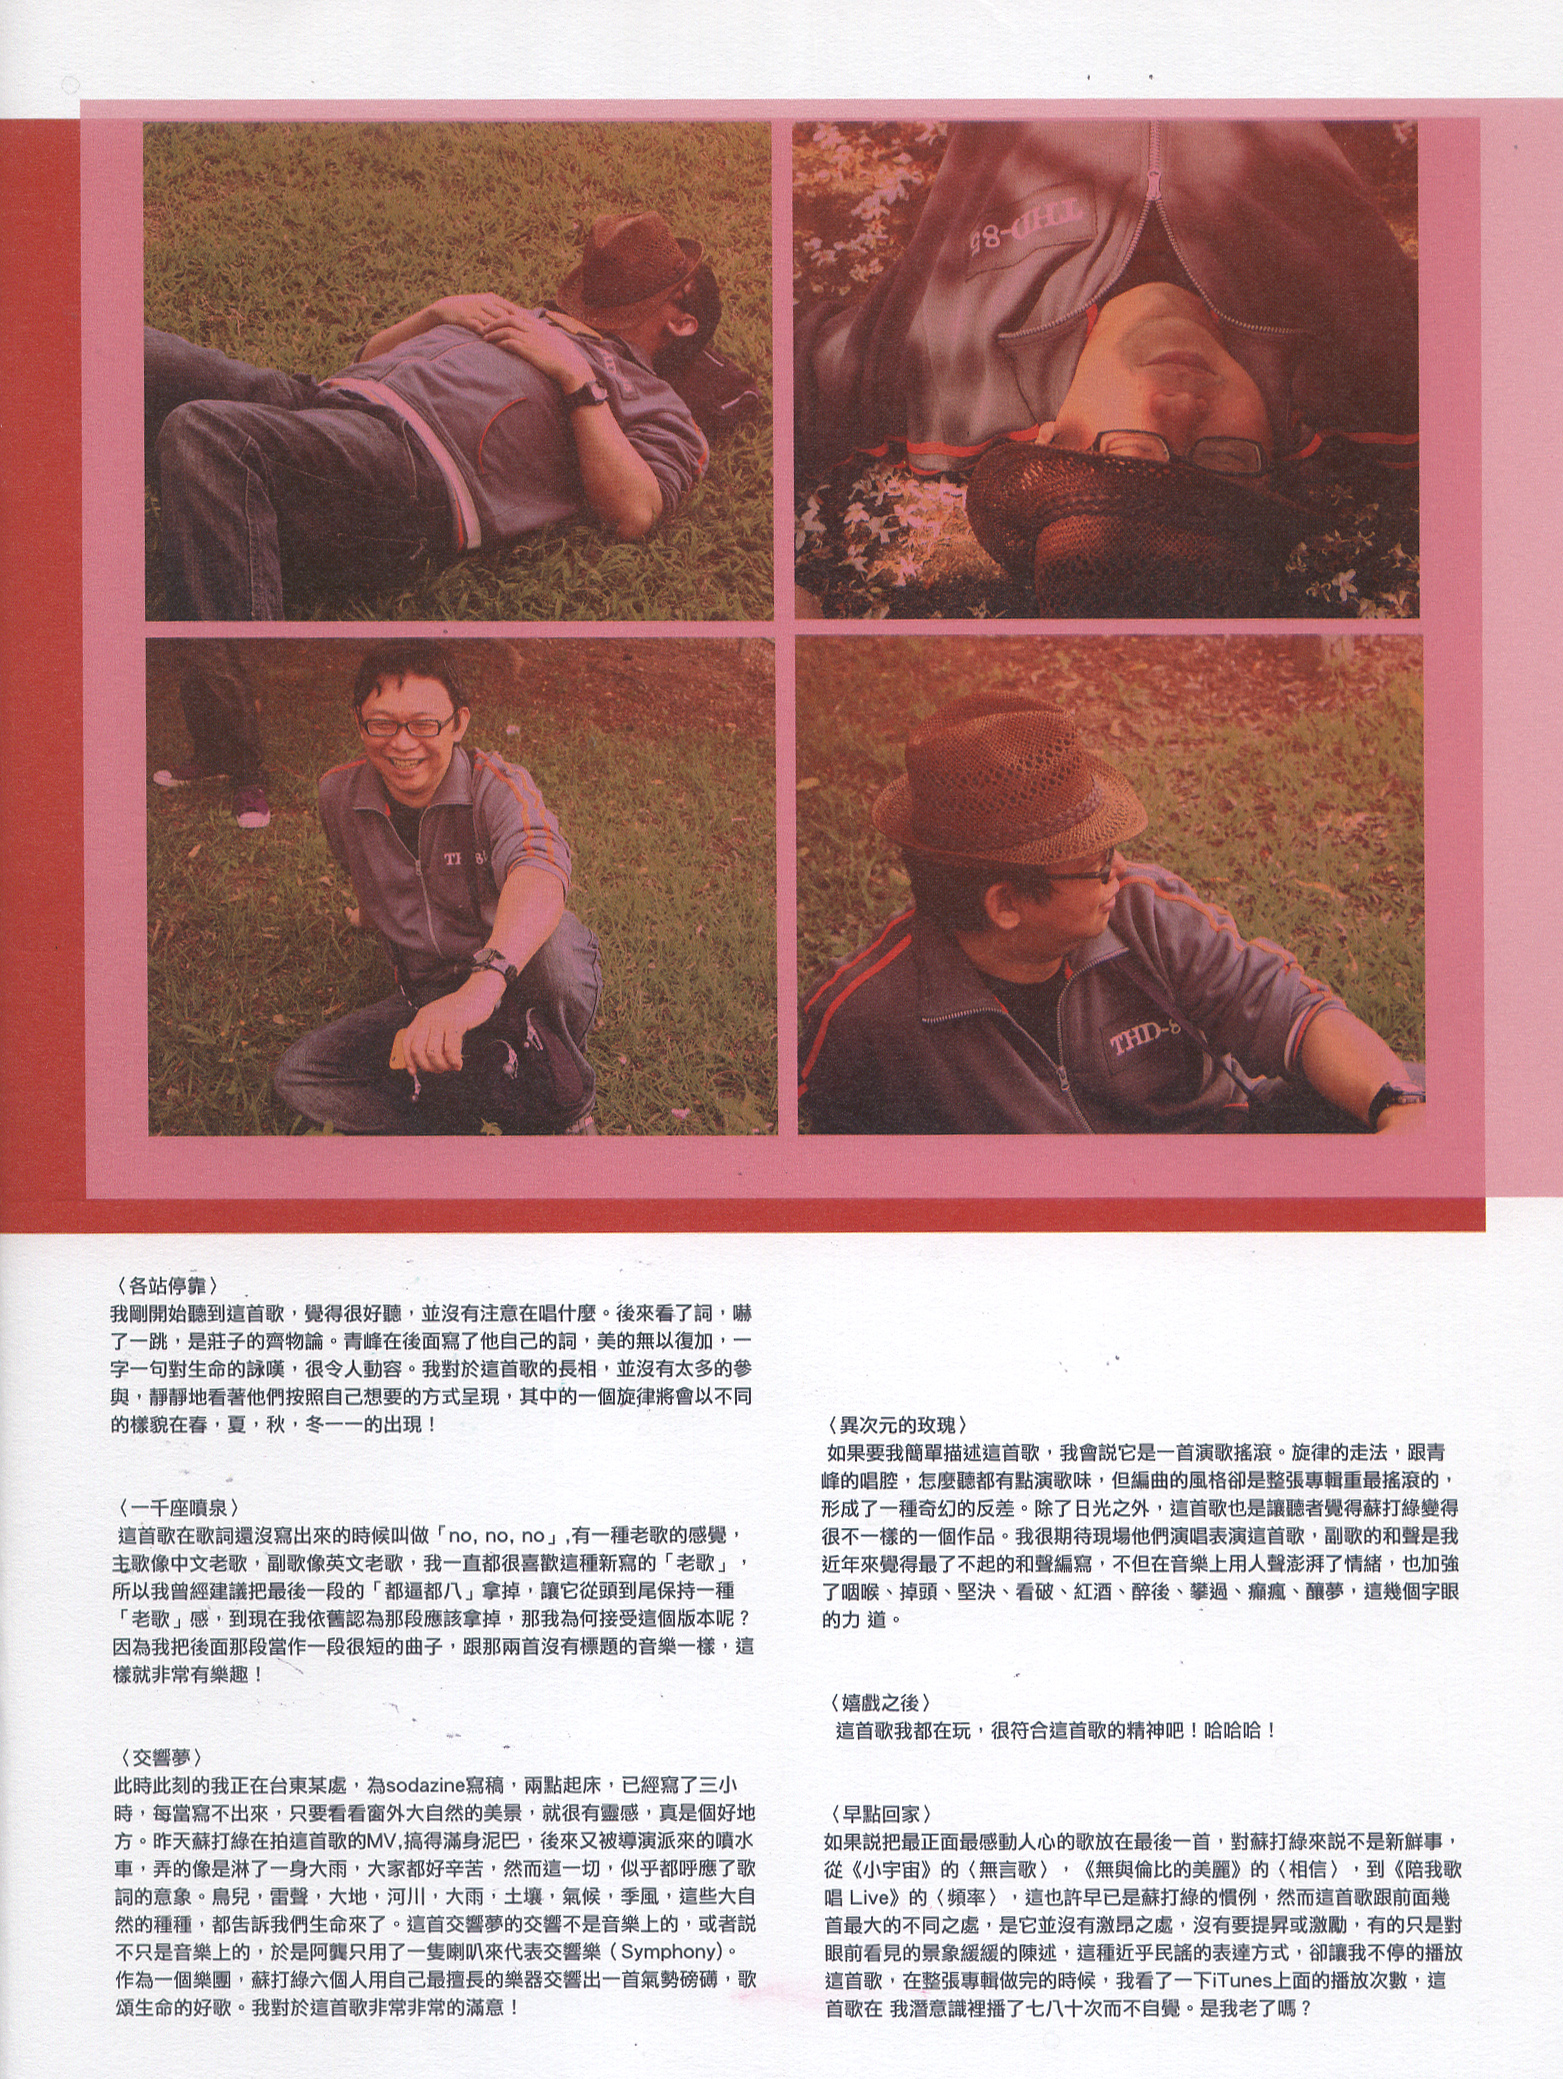 THD-85
TH 8
THD-8
〈各站停靠〉
我剛開始聽到這首歌，覺得很好聽，並沒有注意在唱什麼。後來看了詞，嚇
了一跳，是莊子的齊物論。青峰在後面寫了他自己的詞，美的無以復加，一
字一句對生命的詠嘆，很令人動容。我對於這首歌的長相，並沒有太多的參
與，靜靜地看著他們按照自己想要的方式呈現，其中的一個旋律將會以不同
的樣貌在春，夏，秋，冬一一的出現！
〈一千座噴泉〉
這首歌在歌詞還沒寫出來的時候叫做「no, no, no」,有一種老歌的感覺，
主歌像中文老歌，副歌像英文老歌，我一直都很喜歡這種新寫的「老歌」，
所以我曾經建議把最後一段的「都逼都八」拿掉，讓它從頭到尾保持一種
「老歌」感，到現在我依舊認為那段應該拿掉，那我為何接受這個版本呢？
因為我把後面那段當作一段很短的曲子，跟那兩首沒有標題的音樂一樣，這
樣就非常有樂趣！
〈交響夢〉
此時此刻的我正在台東某處，為sodazine寫稿，兩點起床，已經寫了三小
時，每當寫不出來，只要看看窗外大自然的美景，就很有靈感，真是個好地
方。昨天蘇打綠在拍這首歌的MV,搞得滿身泥巴，後來又被導演派來的噴水
車，弄的像是淋了一身大雨，大家都好辛苦，然而這一切，似乎都呼應了歌
詞的意象。鳥兒，雷聲，大地，河川，大雨，土壤，氣候，季風，這些大自
然的種種，都告訴我們生命來了。這首交響夢的交響不是音樂上的，或者說
不只是音樂上的，於是阿龔只用了一隻喇叭來代表交響樂（Symphony)。
作為一個樂團，蘇打綠六個人用自己最擅長的樂器交響出一首氣勢磅礡，歌
頌生命的好歌。我對於這首歌非常非常的滿意！
〈異次元的玫瑰〉
如果要我簡單描述這首歌，我會說它是一首演歌搖滾。旋律的走法，跟青
峰的唱腔，怎麼聽都有點演歌味，但編曲的風格卻是整張專輯重最搖滾的，
形成了一種奇幻的反差。除了日光之外，這首歌也是讓聽者覺得蘇打綠變得
很不一樣的一個作品。我很期待現場他們演唱表演這首歌，副歌的和聲是我
近年來覺得最了不起的和聲編寫，不但在音樂上用人聲澎湃了情緒，也加強
了咽喉、掉頭、堅決、看破、紅酒、醉後、攀過、癲瘋、釀夢，這幾個字眼
的力 道。
〈嬉戲之後〉
這首歌我都在玩，很符合這首歌的精神吧！哈哈哈！
〈早點回家〉
如果說把最正面最感動人心的歌放在最後一首，對蘇打綠來說不是新鮮事，
從《小宇宙》的〈無言歌〉，《無與倫比的美麗》的〈相信〉，到《陪我歌
唱 Live》的〈頻率〉，這也許早已是蘇打綠的慣例，然而這首歌跟前面幾
首最大的不同之處，是它並沒有激昂之處，沒有要提昇或激勵，有的只是對
眼前看見的景象緩緩的陳述，這種近乎民謠的表達方式，卻讓我不停的播放
這首歌，在整張專輯做完的時候，我看了一下iTunes上面的播放次數，這
首歌在 我潛意識裡播了七八十次而不自覺。是我老了嗎？